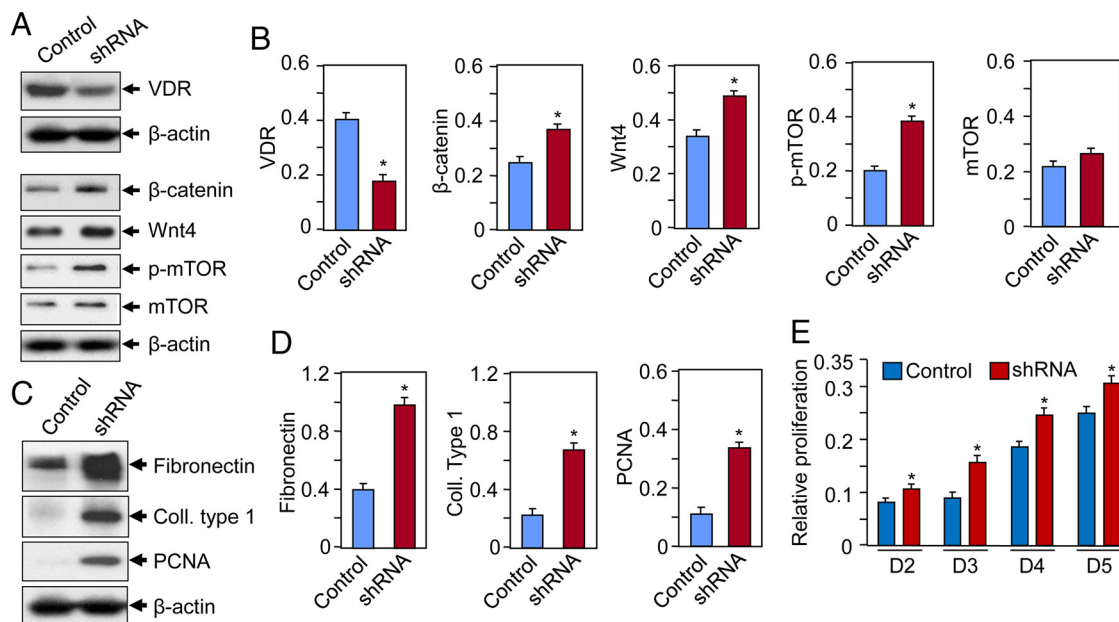 A
Control
shRNA
VDR
β-actin
β-catenin
Wnt4
p-mTOR
mTOR
β-actin
B
0.6
0.4
0.2
0
VDR
*
Control
shRNA
0.6
0.4
0.2
0
β-catenin
*
Control
shRNA
0.6
0.4
0.2
0
Wnt4
*
Control
shRNA
0.6
0.4
0.2
0
p-mTOR
*
Control
shRNA
0.6
0.4
0.2
0
mTOR
Control
shRNA
C
Control
shRNA
Fibronectin
Coll. type 1
PCNA
β-actin
D
1.2
0.8
0.4
0
Fibronectin
*
Control
shRNA
1.2
0.8
0.4
0
Coll. Type 1
*
Control
shRNA
0.6
0.4
0.2
0
PCNA
*
Control
shRNA
E
0.35
0.3
0.2
0.1
0
Relative proliferation
Control
shRNA
*
*
*
*
D2
D3
D4
D5